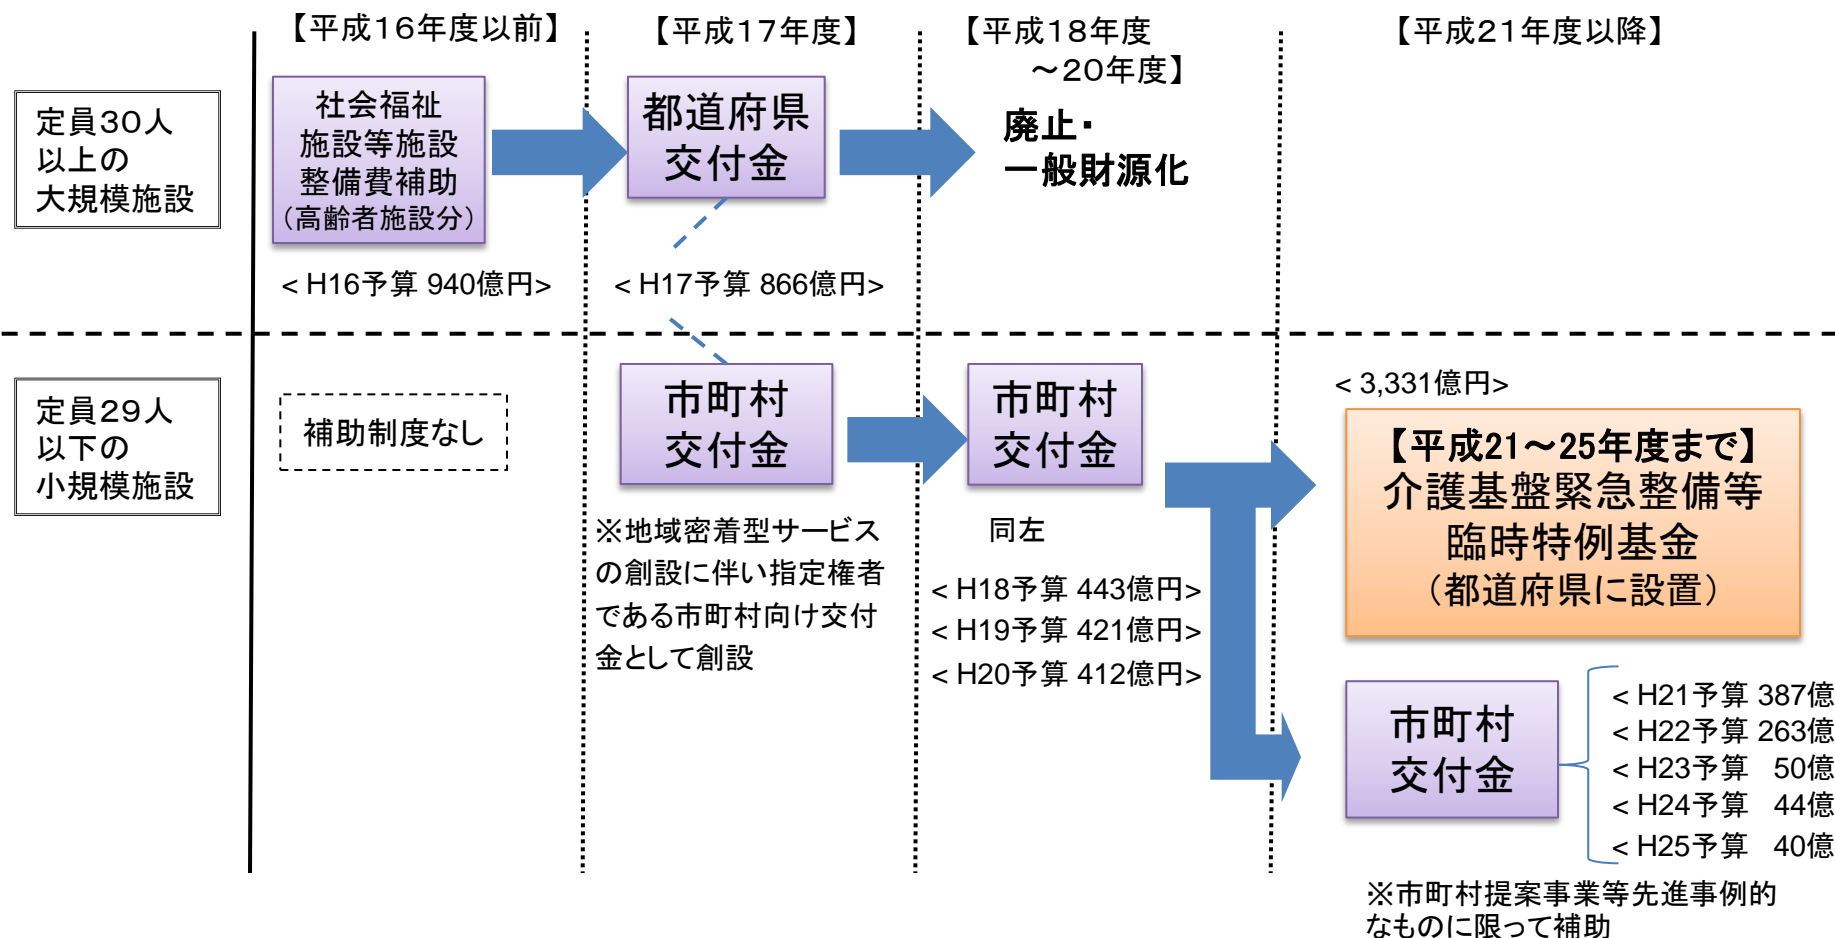 【平成16年度以前】
【平成17年度】
【平成18年度
～20年度】
【平成21年度以降】
定員30人
以上の
大規模施設
社会福祉
施設等施設
整備費補助
（高齢者施設分）
都道府県
交付金
廃止・
一般財源化
＜H16予算 940億円＞
＜H17予算 866億円＞
定員29人
以下の
小規模施設
補助制度なし
市町村
交付金
※地域密着型サービス
の創設に伴い指定権者
である市町村向け交付
金として創設
市町村
交付金
同左
＜H18予算 443億円＞
＜H19予算 421億円＞
＜H20予算 412億円＞
＜3,331億円＞
【平成21～25年度まで】
介護基盤緊急整備等
臨時特例基金
（都道府県に設置）
市町村
交付金
＜H21予算 387億
＜H22予算 263億
＜H23予算 50億
＜H24予算 44億
＜H25予算 40億
※市町村提案事業等先進事例的
なものに限って補助